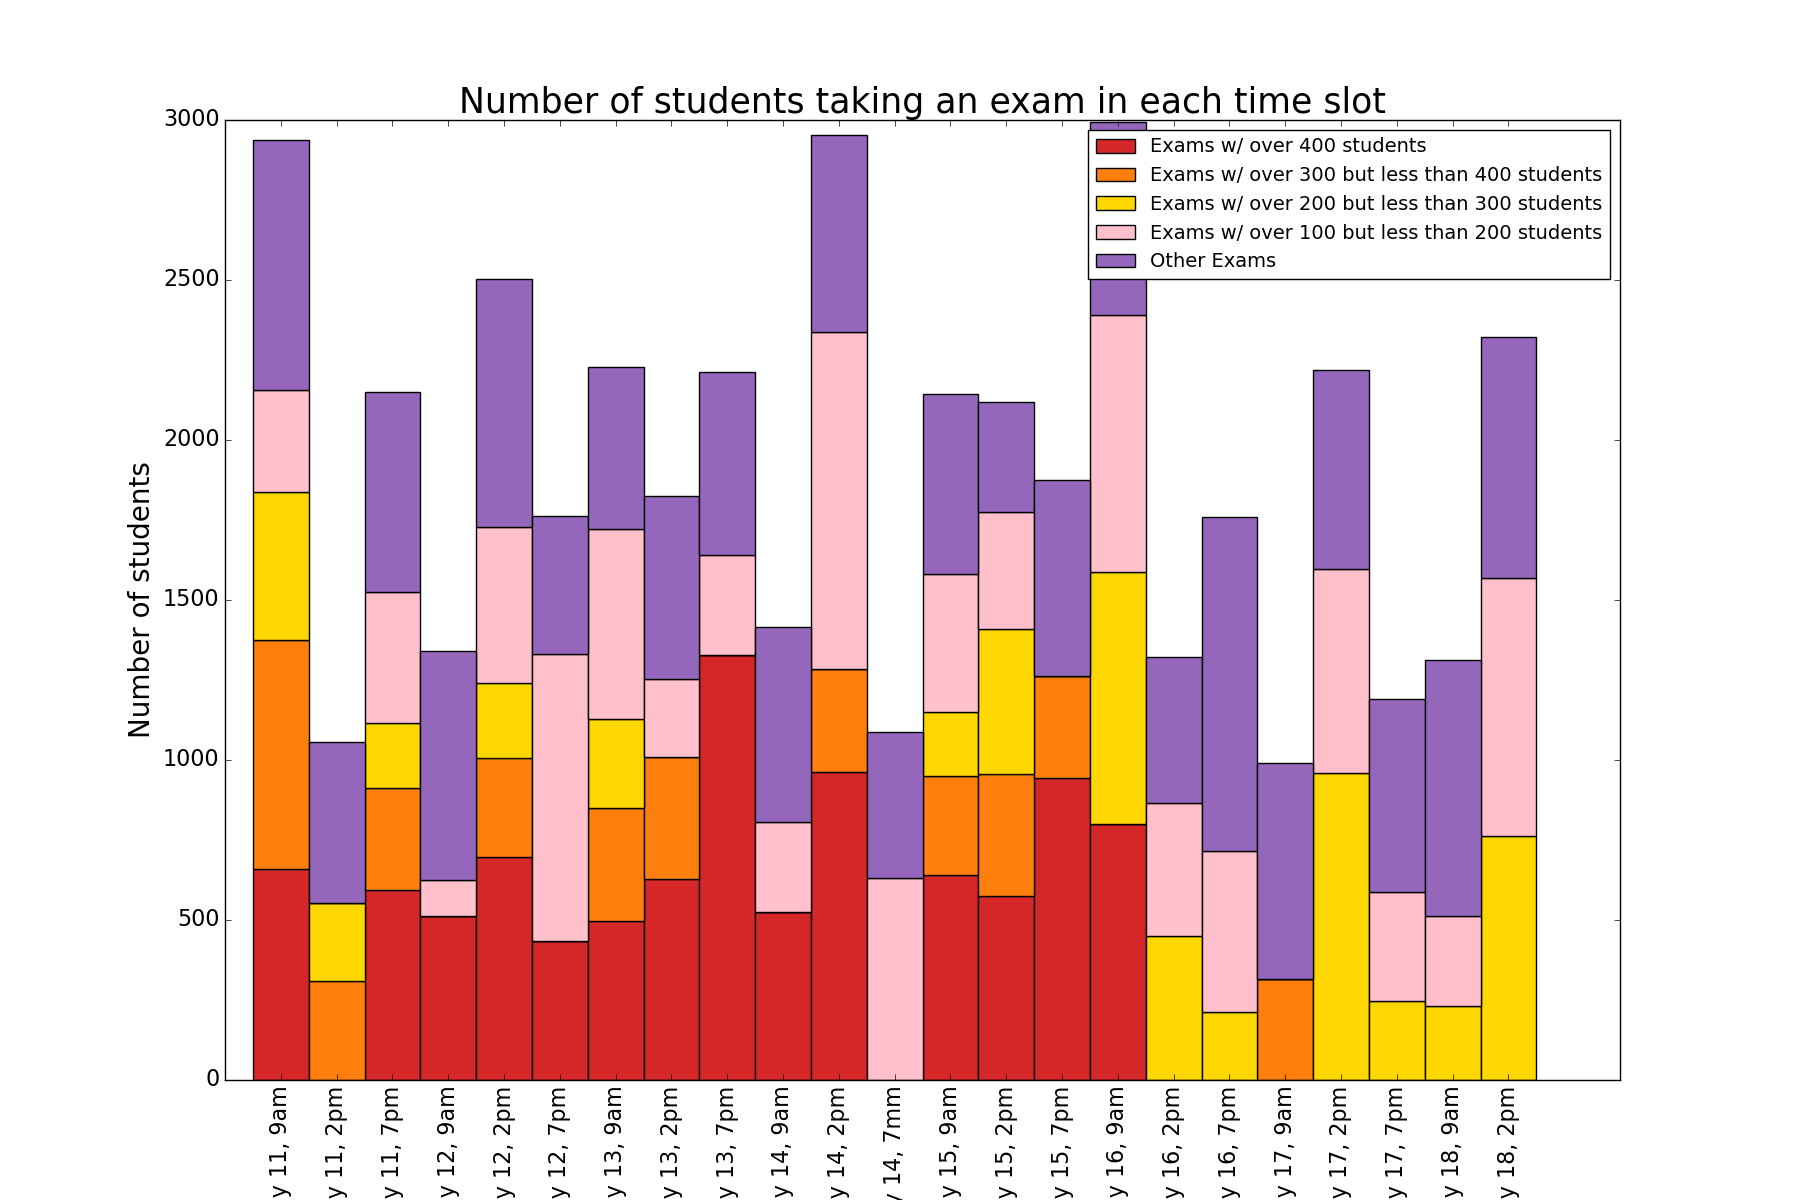 Number of students taking an exam in each time slot
Number of students
3000
2500
2000
1500
1000
500
0
Exams w/ over 400 students
Exams w/ over 300 but less than 400 students
Exams w/ over 200 but less than 300 students
Exams w/ over 100 but less than 200 students
Other Exams
y 11, 9am
y 11, 2pm
y 11, 7pm
y 12, 9am
y 12, 2pm
y 12, 7pm
y 13, 9am
y 13, 2pm
y 13, 7pm
y 14, 9am
y 14, 2pm
y 14, 7mm
y 15, 9am
y 15, 2pm
y 15, 7pm
y 16, 9am
y 16, 2pm
y 16, 7pm
y 17, 9am
y 17, 2pm
y 17, 7pm
y 18, 9am
y 18, 2pm